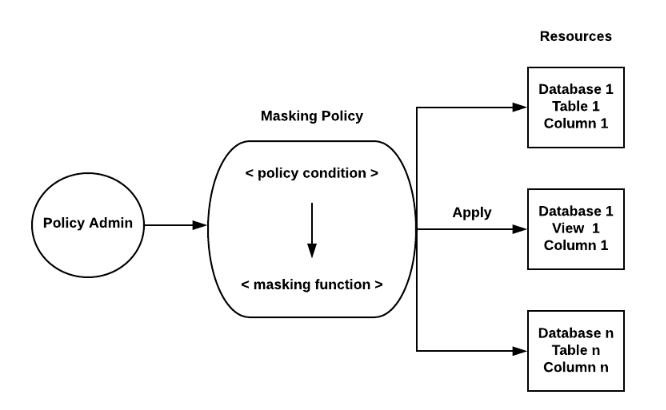 Resources
Database 1
Table 1
Column 1
Masking Policy
< policy condition >
Policy Admin
Apply
Database 1
View 1
Column 1
< masking function >
Database n
Table n
Column n